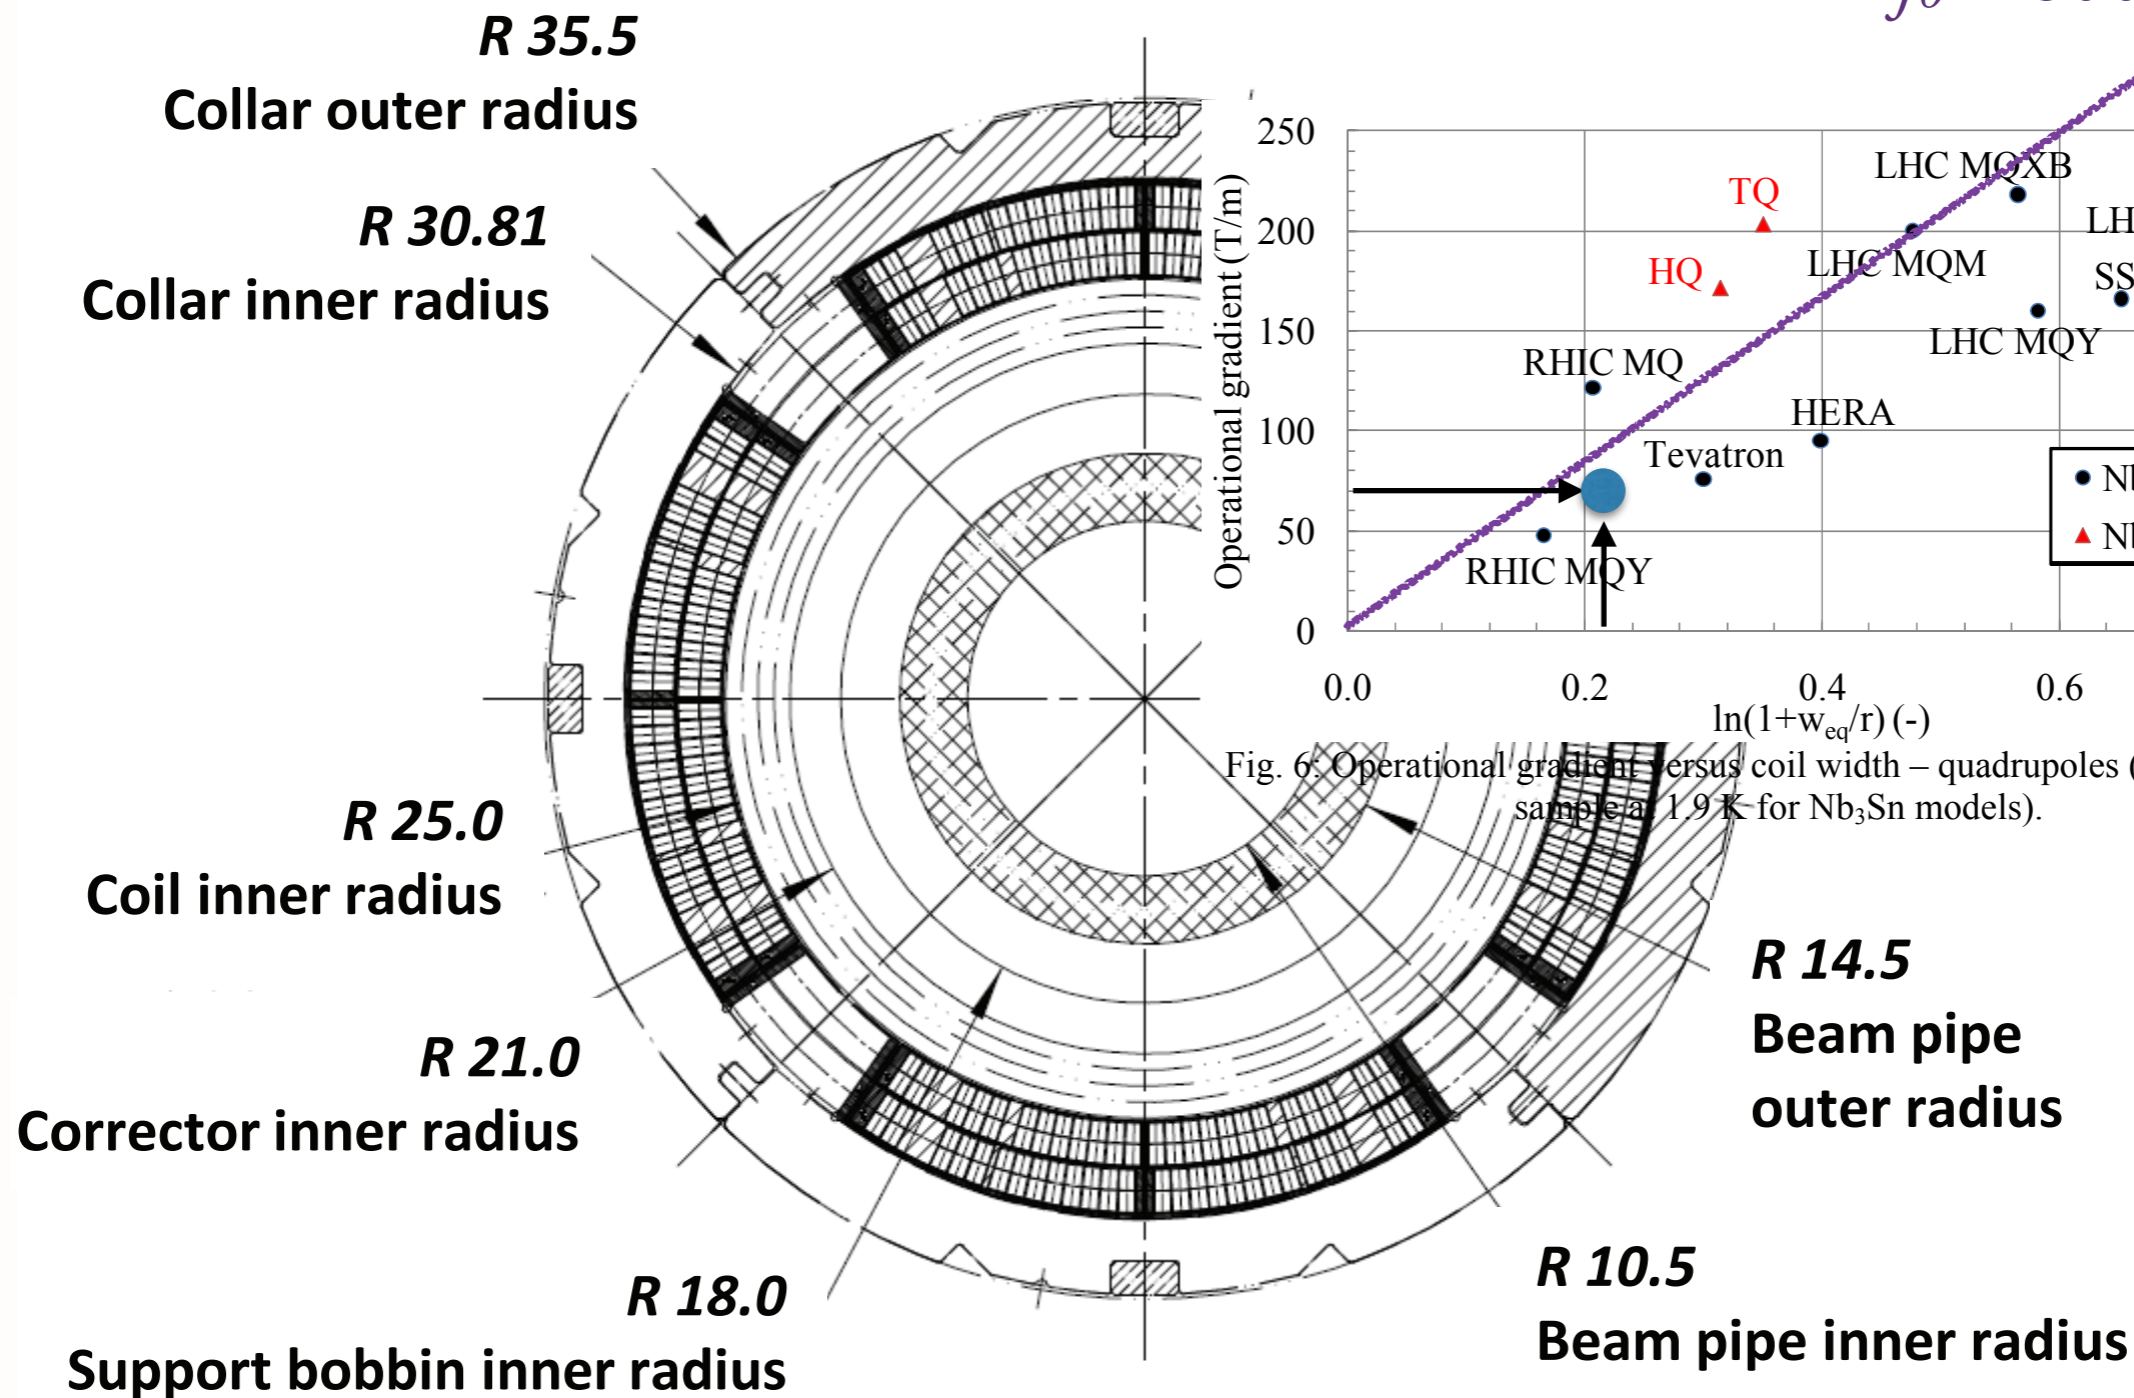 R 35.5
Collar outer radius
R 30.81
Collar inner radius
R 25.0
Coil inner radius
R 21.0
Corrector inner radius
R 18.0
Support bobbin inner radius
R 14.5
Beam pipe
outer radius
R 10.5
Beam pipe inner radius
Operational gradient (T/m)
250
200
150
100
50
0
0.0 0.2 0.4 0.6
ln(1+weq/r) (-)
LHC MQXB
TQ
LHC MQM
HQ
LHC MQY
RHIC MQ
HERA
Tevatron
RHIC MQY
Fig. 6: Operational gradient versus coil width – quadrupoles (
sample at 1.9 K for Nb₃Sn models).